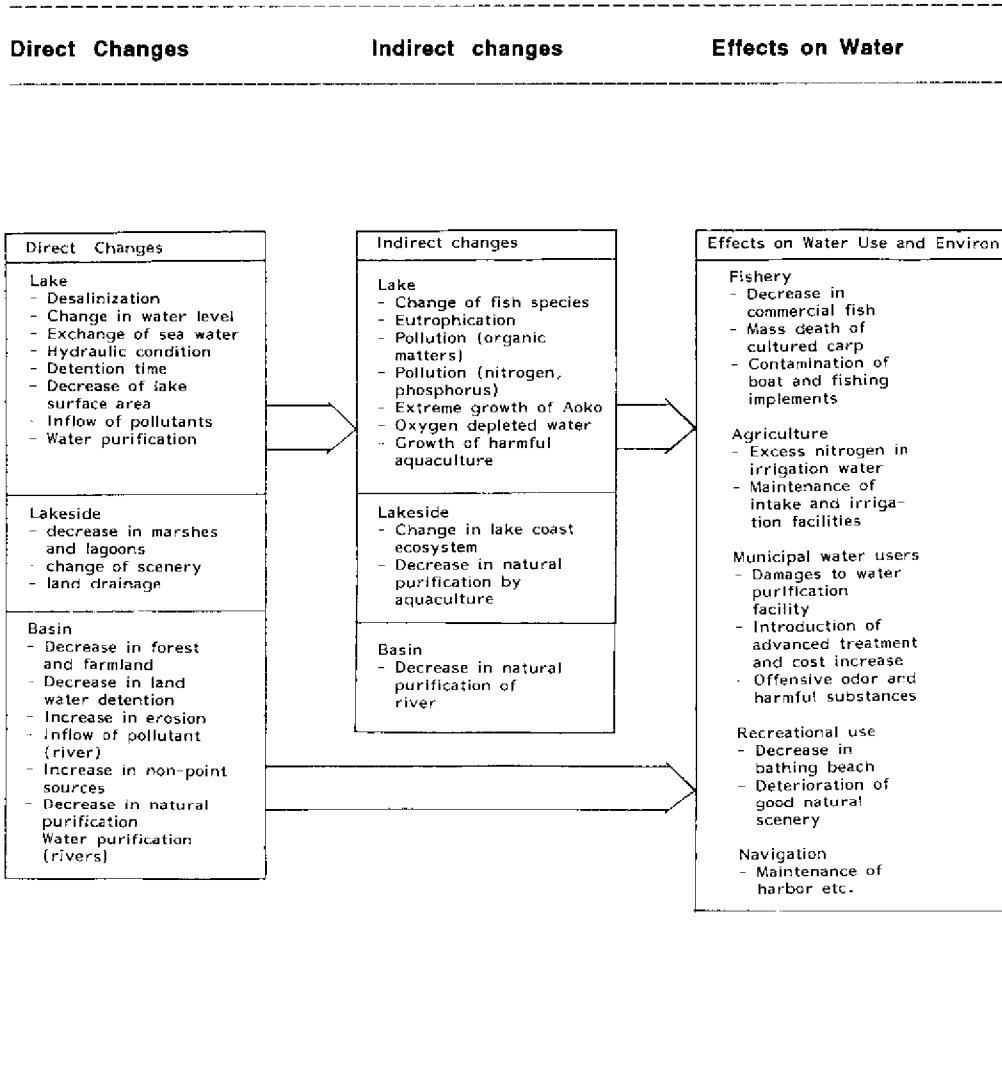 Direct Changes
Indirect changes
Effects on Water
Direct Changes
Lake
- Desalinization
- Change in water level
- Exchange of sea water
- Hydraulic condition
- Detention time
- Decrease of lake
surface area
- Inflow of pollutants
- Water purification
Lakeside
- decrease in marshes
and lagoons
- change of scenery
- land drainage
Basin
- Decrease in forest
and farmland
- Decrease in land
water detention
- Increase in erosion
- Inflow of pollutant
(river)
- Increase in non-point
sources
- Decrease in natural
purification
Water purification
(rivers)
Indirect changes
Lake
- Change of fish species
- Eutrophication
- Pollution (organic
matters)
- Pollution (nitrogen,
phosphorus)
- Extreme growth of Aoko
- Oxygen depleted water
- Growth of harmful
aquaculture
Lakeside
- Change in lake coast
ecosystem
- Decrease in natural
purification by
aquaculture
Basin
- Decrease in natural
purification of
river
Effects on Water Use and Environ
Fishery
- Decrease in
commercial fish
- Mass death of
cultured carp
- Contamination of
boat and fishing
implements
Agriculture
- Excess nitrogen in
irrigation water
- Maintenance of
intake and irriga-
tion facilities
Municipal water users
- Damages to water
purification
facility
- Introduction of
advanced treatment
and cost increase
- Offensive odor and
harmful substances
Recreational use
- Decrease in
bathing beach
- Deterioration of
good natural
scenery
Navigation
- Maintenance of
harbor etc.